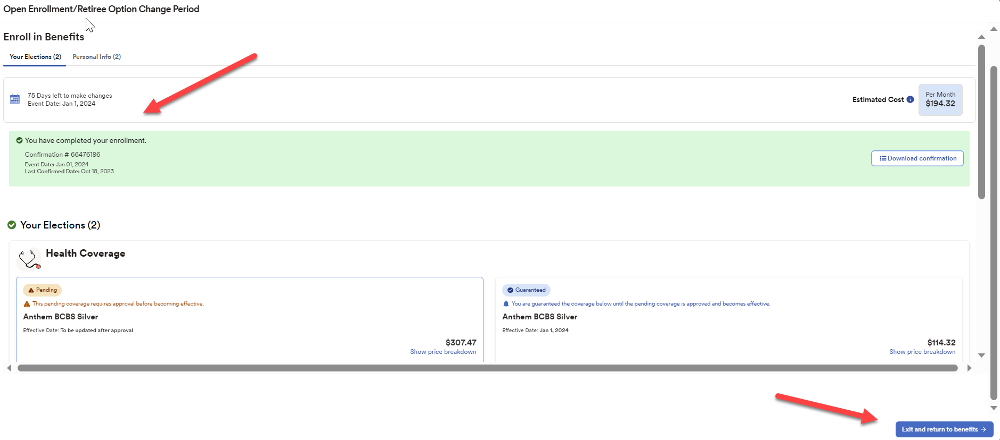 Open Enrollment/Retiree Option Change Period
Enroll in Benefits
Your Elections (2) Personal Info (2)
75 Days left to make changes
Event Date: Jan 1, 2024
Estimated Cost
Per Month
$194.32
You have completed your enrollment.
Confirmation # 66476186
Event Date: Jan 01, 2024
Last Confirmed Date: Oct 18, 2023
Download confirmation
Your Elections (2)
Health Coverage
Pending
This pending coverage requires approval before becoming effective.
Anthem BCBS Silver
Effective Date: To be updated after approval
$307.47
Show price breakdown
Guaranteed
You are guaranteed the coverage below until the pending coverage is approved and becomes effective.
Anthem BCBS Silver
Effective Date: Jan 1, 2024
$114.32
Show price breakdown
Exit and return to benefits